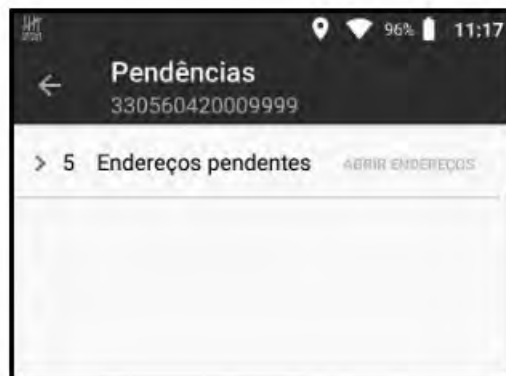 96% 11:17
Pendências
330560420009999
> 5 Endereços pendentes ABRIR ENDEREÇOS